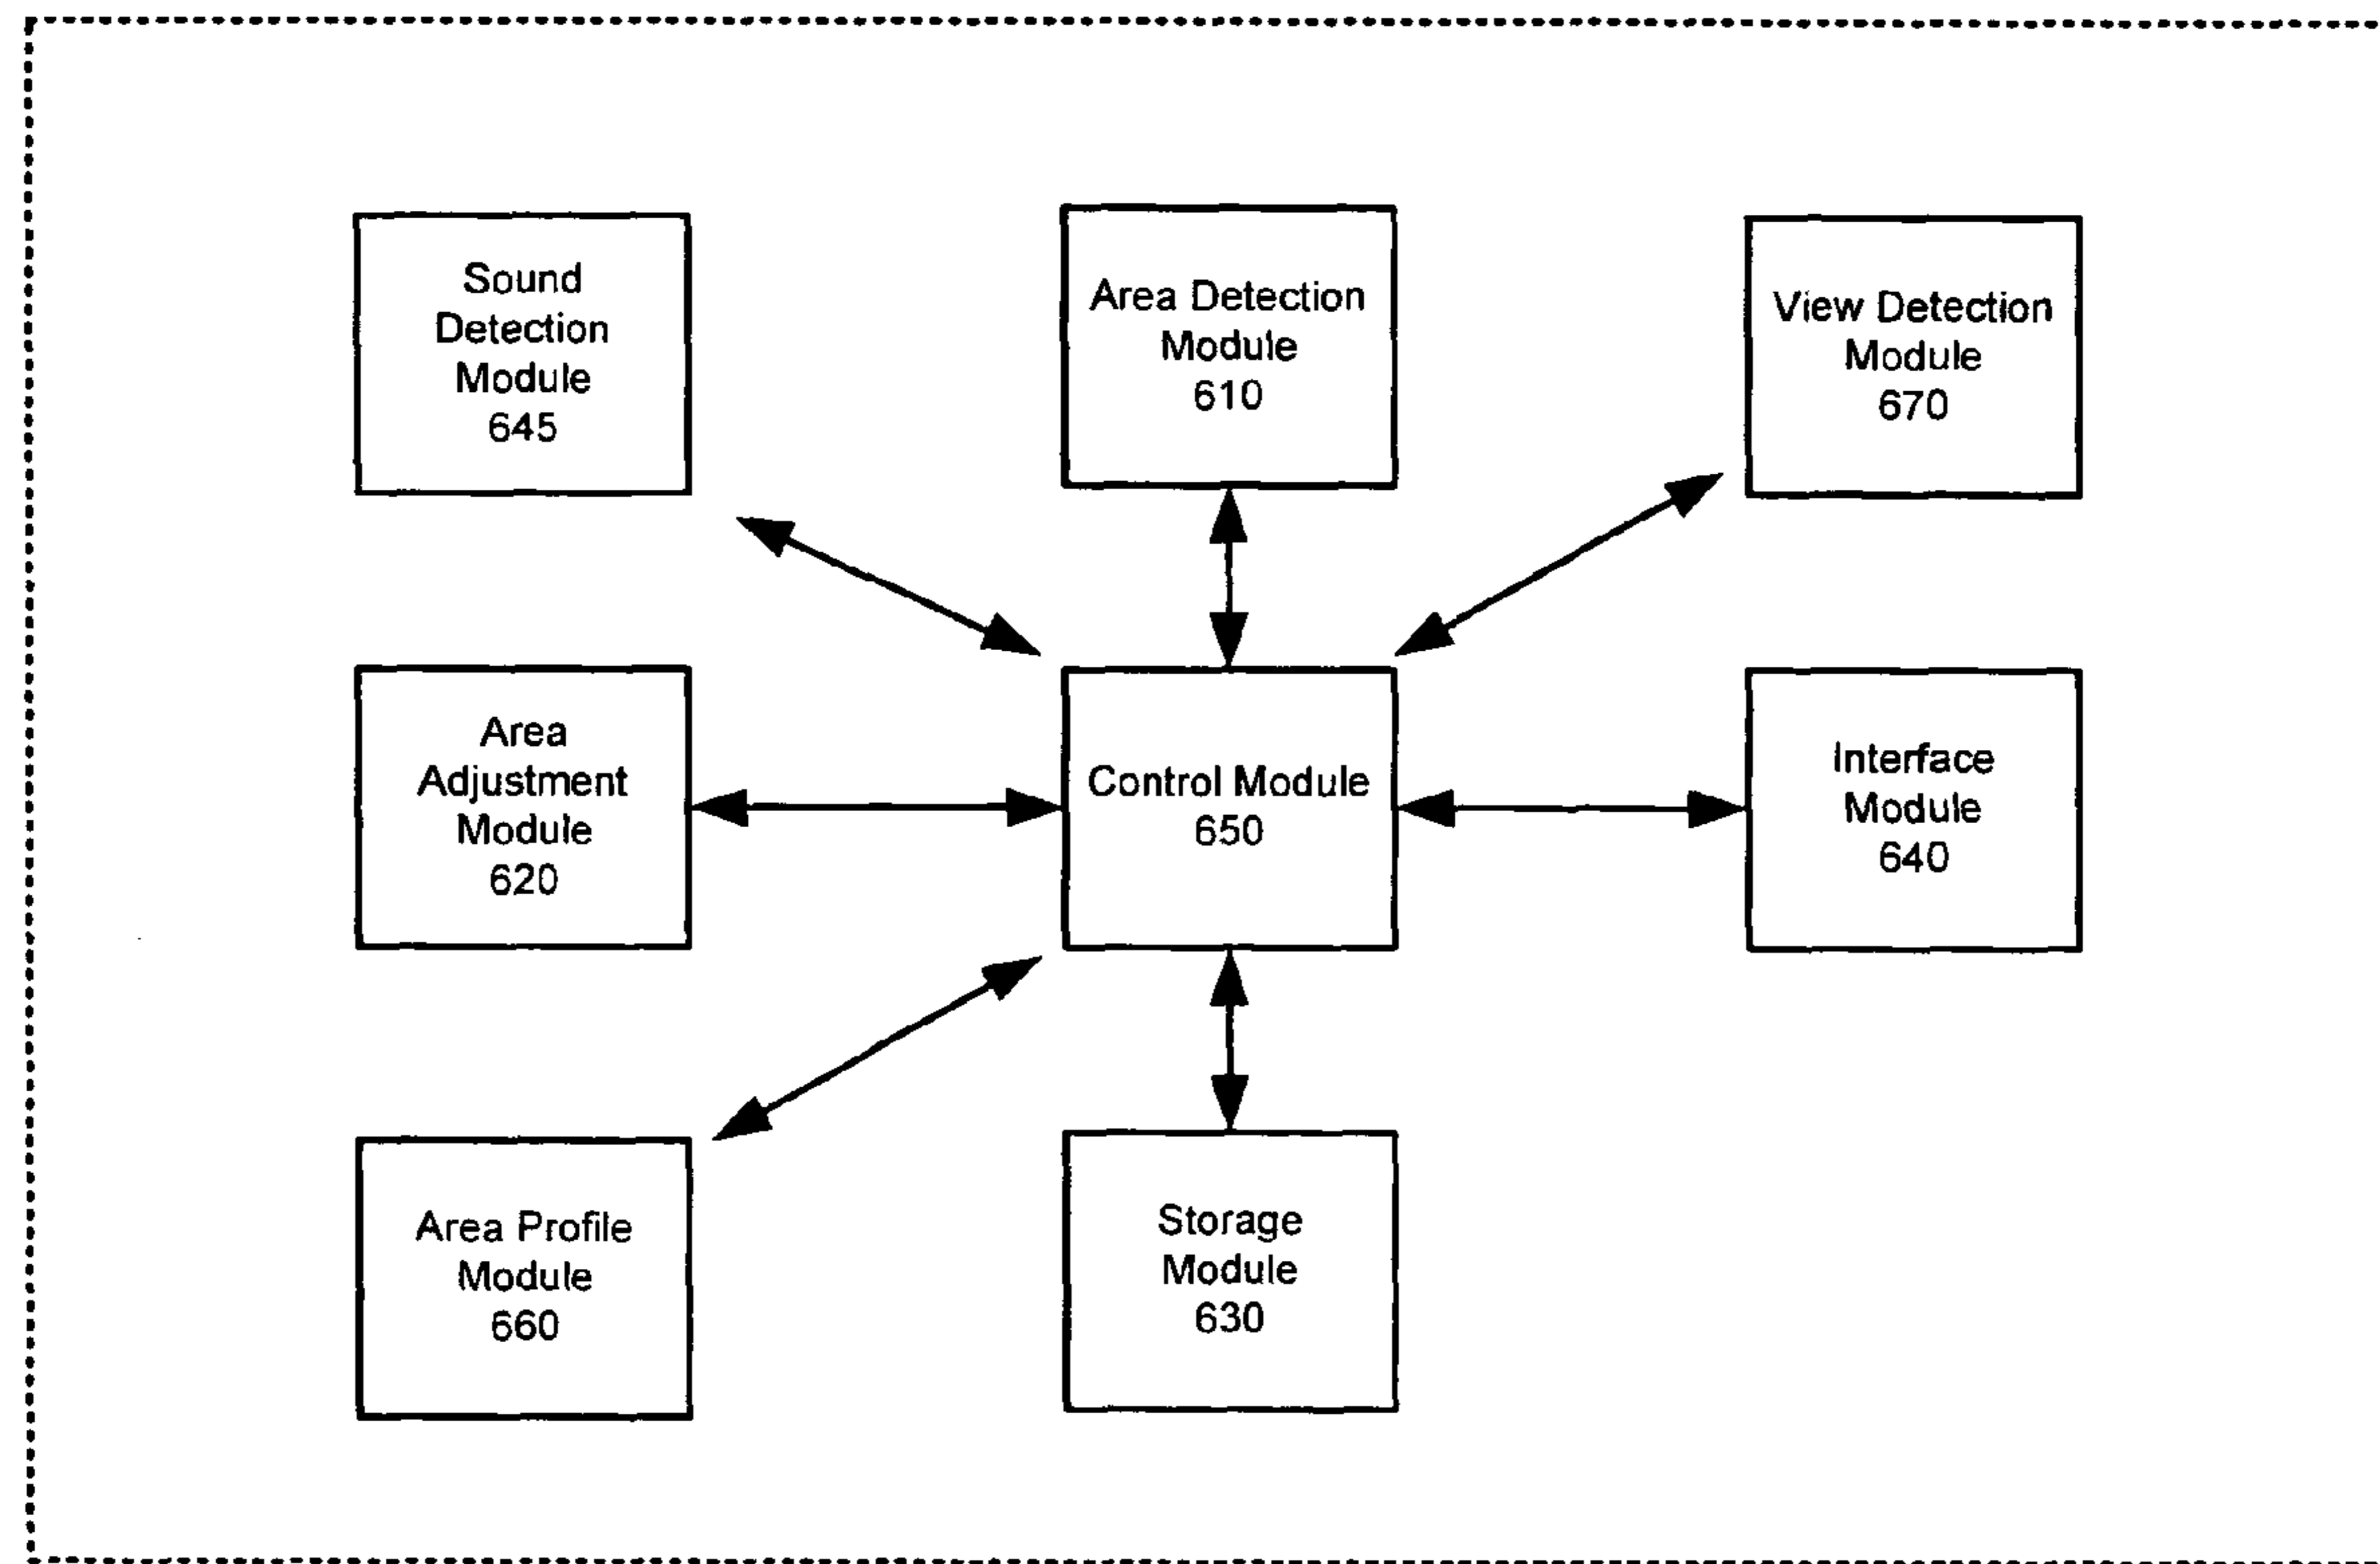 Sound
Detection
Module
645
Area Detection
Module
610
View Detection
Module
670
Area
Adjustment
Module
620
Control Module
650
Interface
Module
640
Area Profile
Module
660
Storage
Module
630